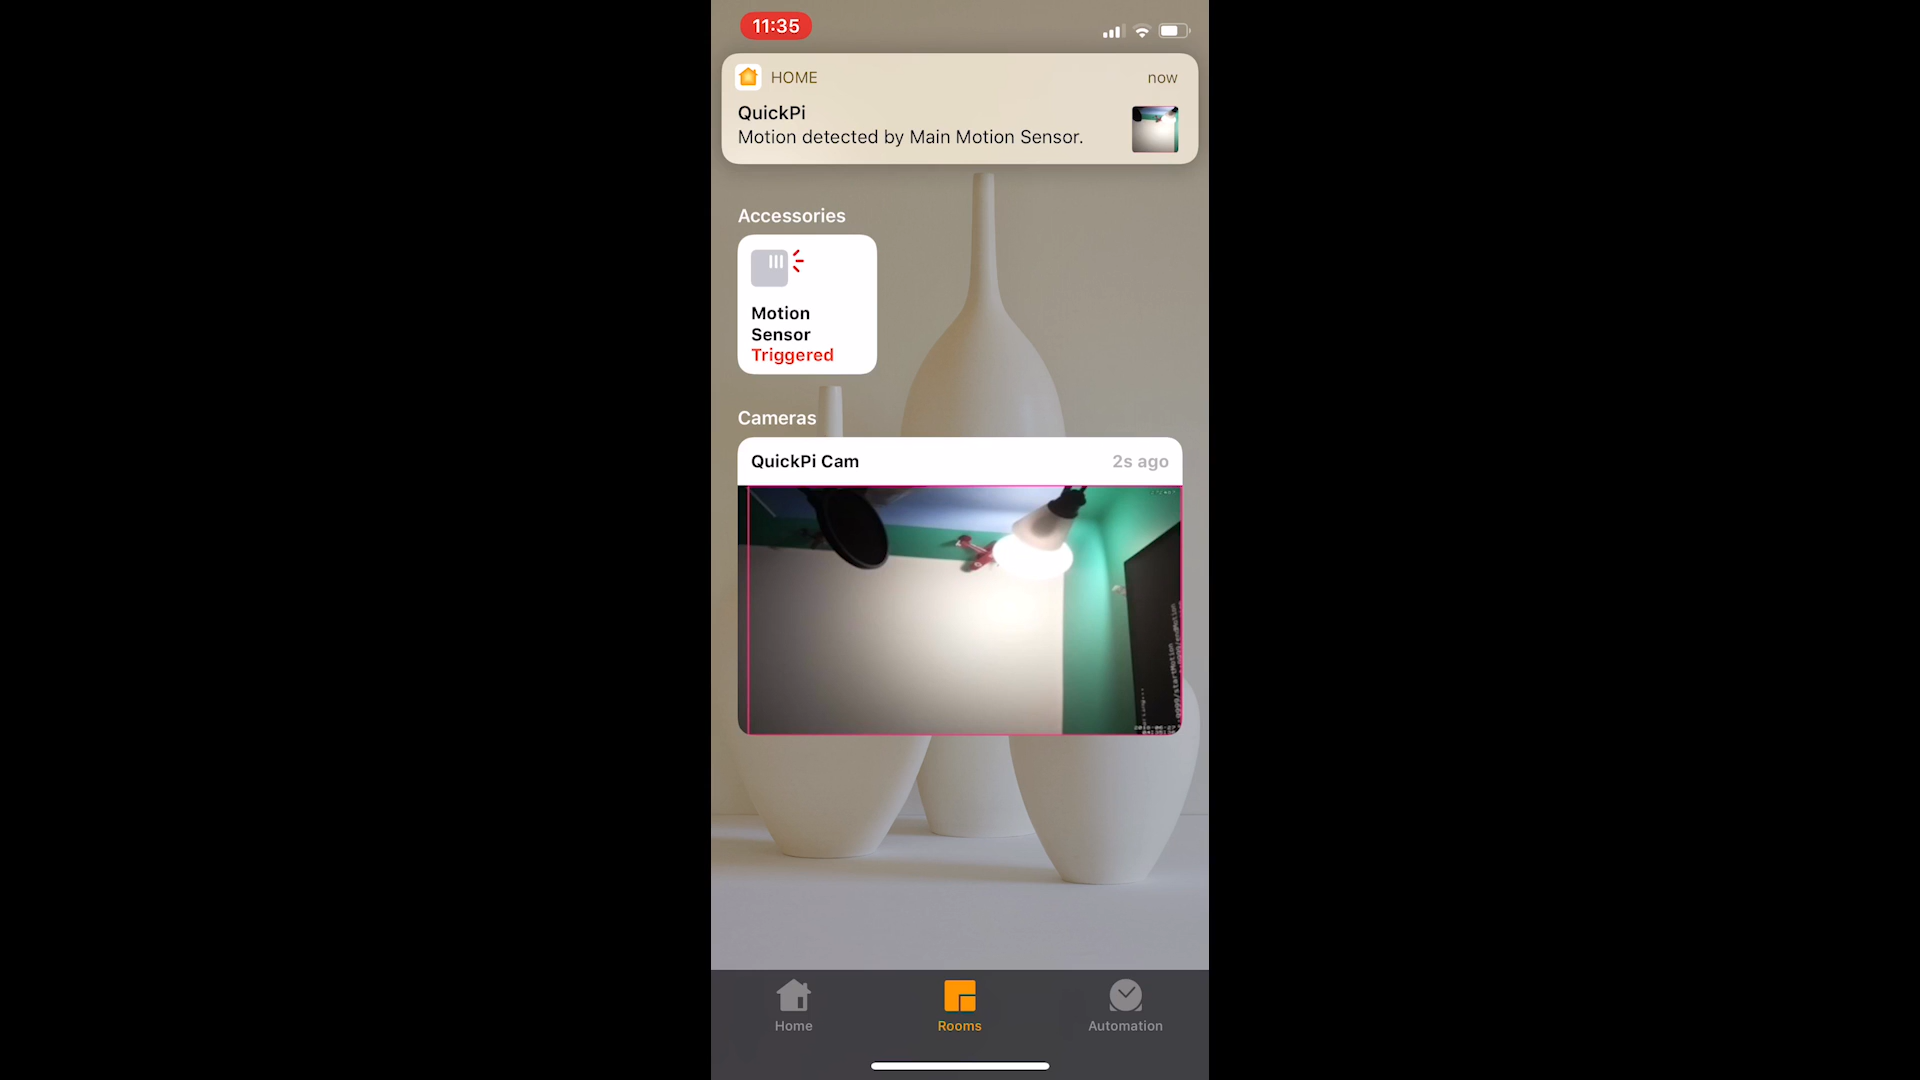 11:35
HOME
now
QuickPi
Motion detected by Main Motion Sensor.
Accessories
Motion
Sensor
Triggered
Cameras
QuickPi Cam
2s ago
Home
Rooms
Automation